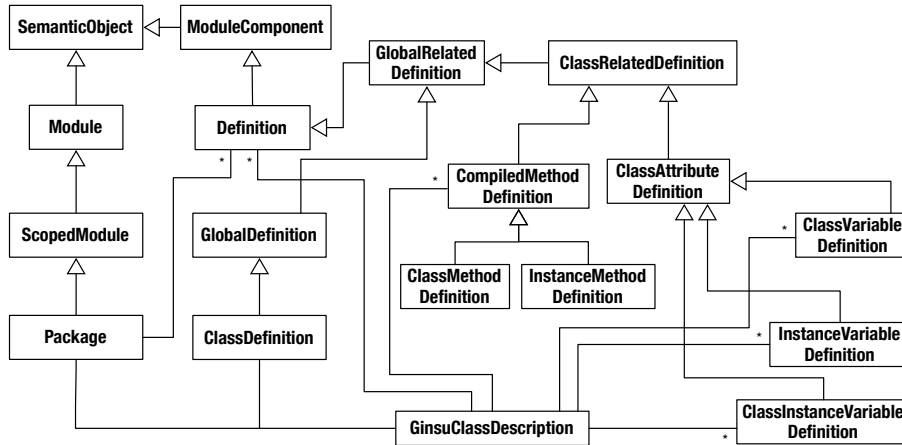 SemanticObject
ModuleComponent
GlobalRelated
Definition
ClassRelatedDefinition
Module
Definition
* *
*
CompiledMethod
Definition
ClassAttribute
Definition
ScopedModule
GlobalDefinition
*
ClassVariable
Definition
ClassMethod
Definition
InstanceMethod
Definition
Package
ClassDefinition
*
InstanceVariable
Definition
GinsuClassDescription
*
ClassInstanceVariable
Definition